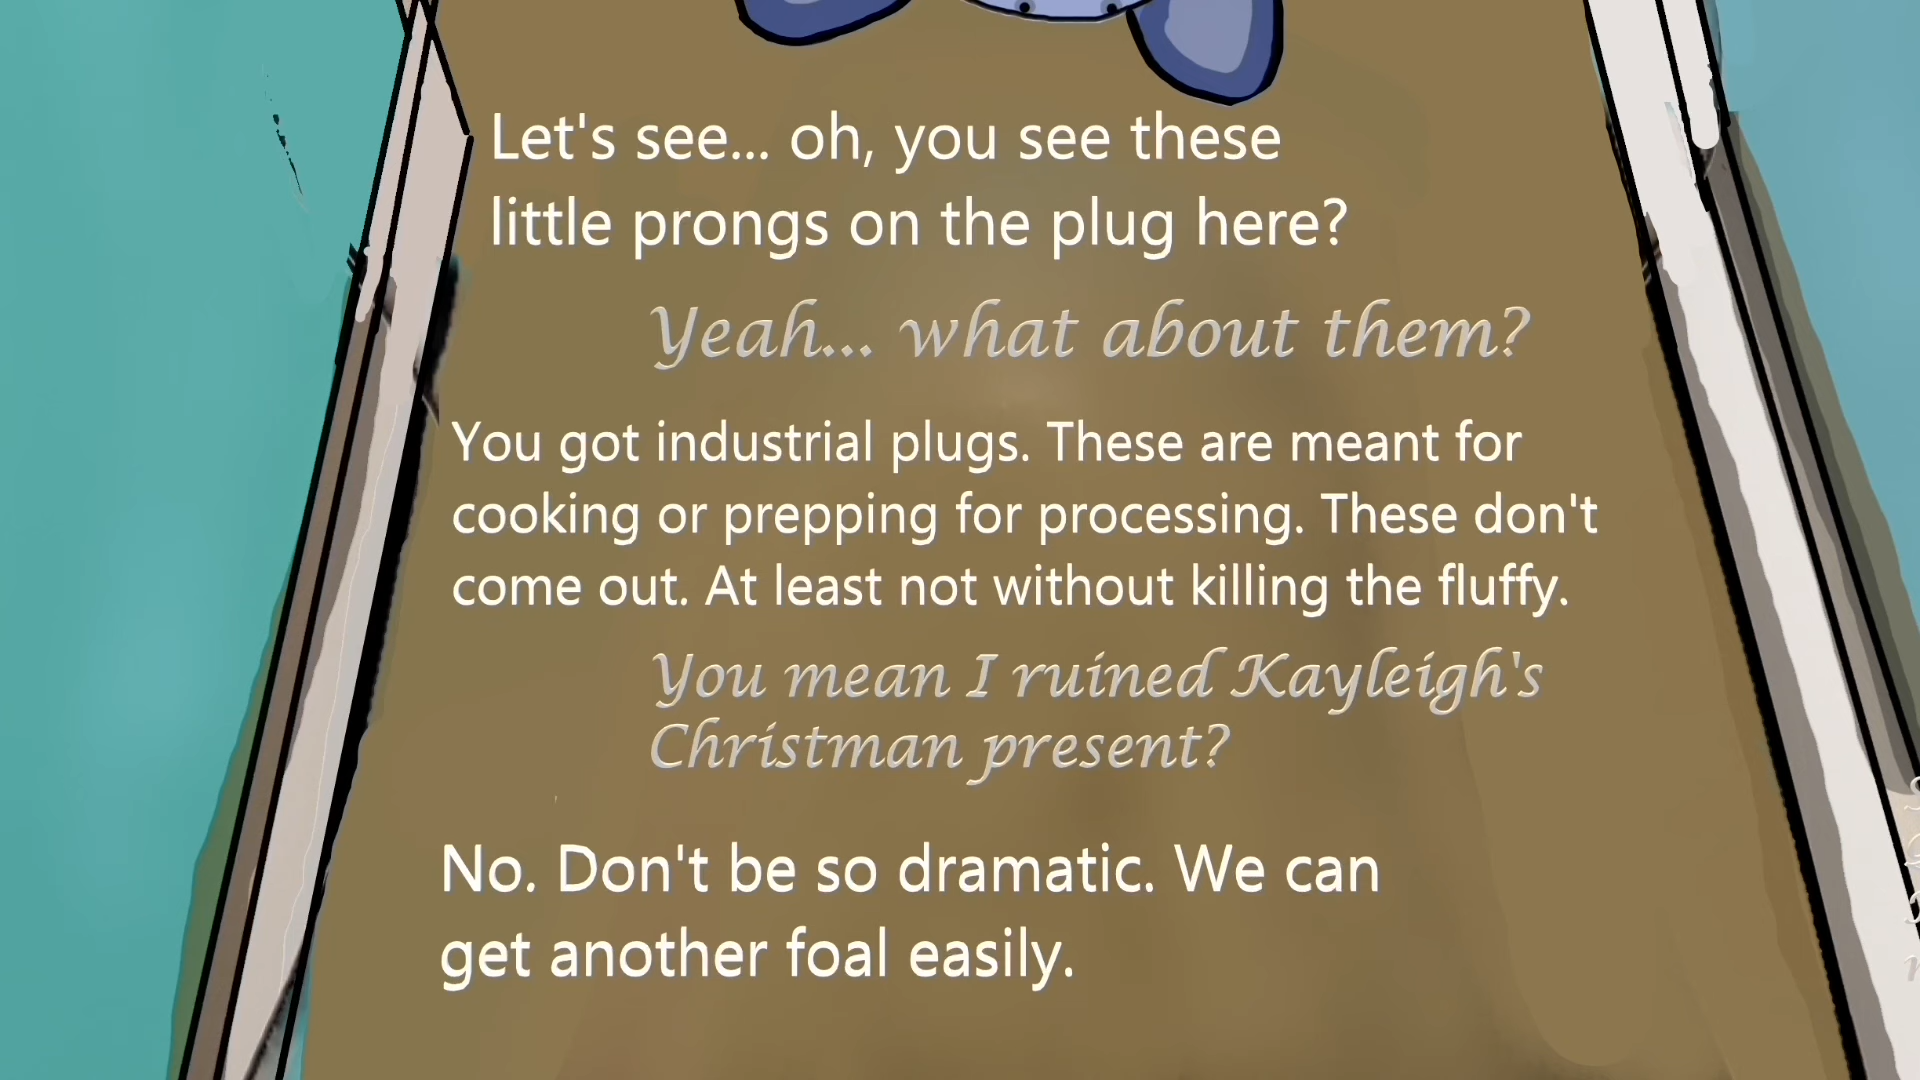 Let's see... oh, you see these
little prongs on the plug here?
Yeah... what about them?
You got industrial plugs. These are meant for
cooking or prepping for processing. These don't
come out. At least not without killing the fluffy.
You mean I ruined Kayleigh's
Christman present?
No. Don't be so dramatic. We can
get another foal easily.